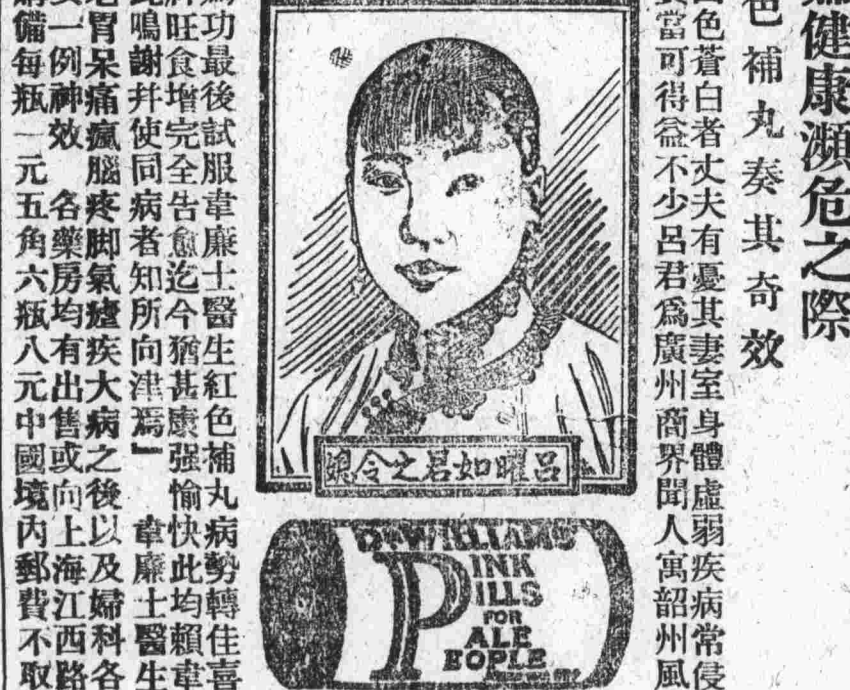 健康瀕危之際
色補丸奏其奇效
色蒼白者丈夫有憂其妻室身體虛弱疾病常侵
當可得益不少呂君爲廣州商界聞人寓韶州風
呂曜如君之令
DR WILLIAMS
PINK
PILLS
FOR
PALE
PEOPLE
功最後試服韋廉士醫生紅色補丸病勢轉佳喜
旺食增完全告愈迄今猶甚康强愉快此均賴韋
鳴謝幷使同病者知所向津焉』 韋廉士醫生
胃呆痛瘋腦疼脚氣瘧疾大病之後以及婦科各
一例神效 各藥房均有出售或向上海江西路
備每瓶一元五角六瓶八元中國境內郵費不取